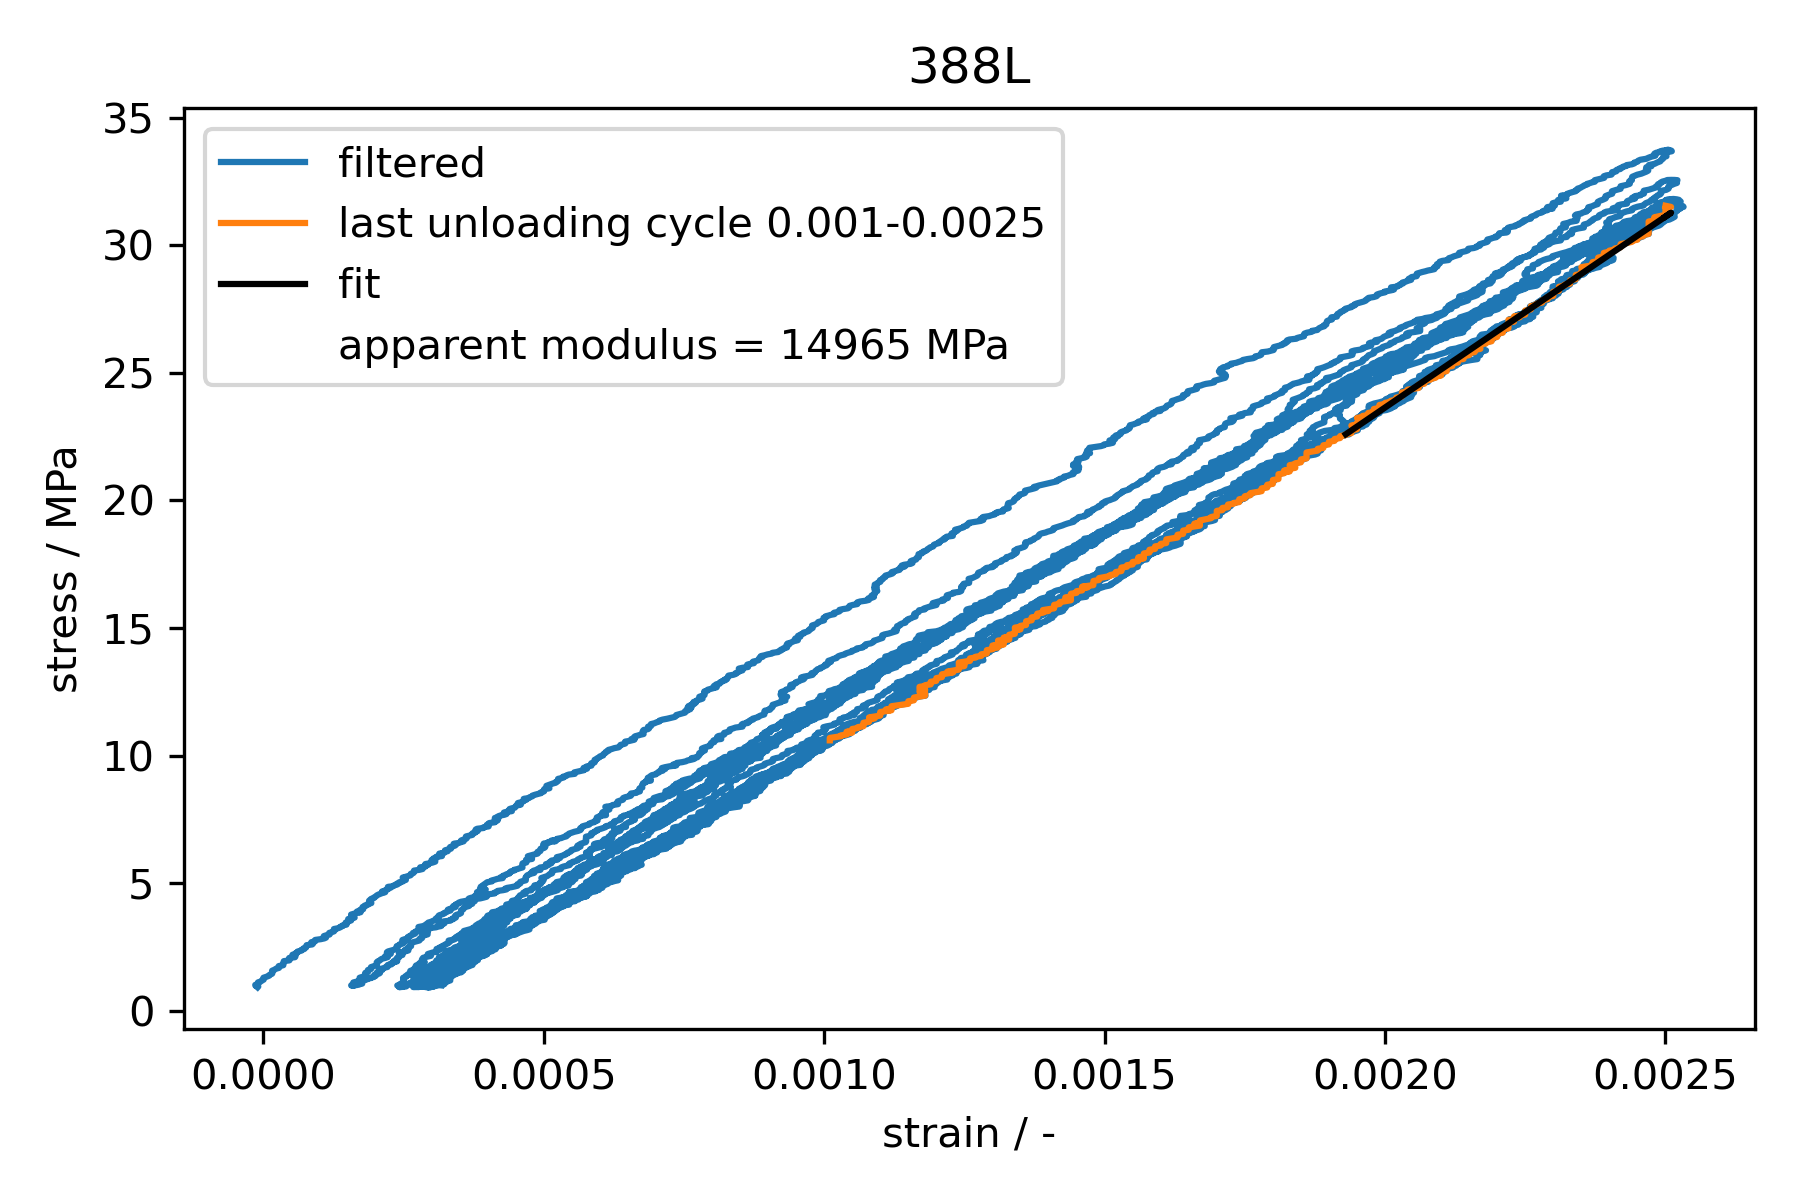 388L
35
30
25
20
15
10
5
0
stress / MPa
filtered
last unloading cycle 0.001-0.0025
fit
apparent modulus = 14965 MPa
0.0000 0.0005 0.0010 0.0015 0.0020 0.0025
strain / -